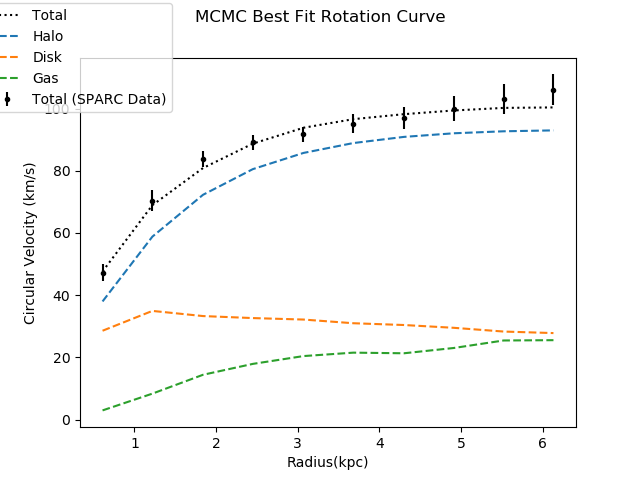 MCMC Best Fit Rotation Curve
Total
Halo
Disk
Gas
Total (SPARC Data)
100
80
60
40
20
0
Circular Velocity (km/s)
1 2 3 4 5 6
Radius(kpc)